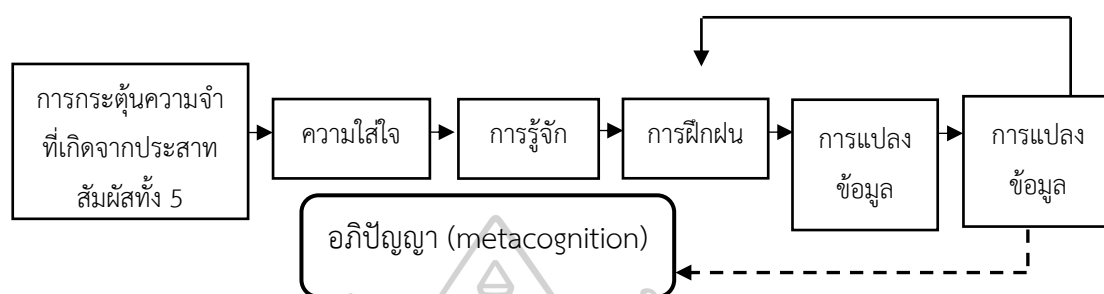 การกระตุ้นความจำ
ที่เกิดจากประสาท
สัมผัสทั้ง 5
ความใส่ใจ
การรู้จัก
การฝึกฝน
การแปลง
ข้อมูล
การแปลง
ข้อมูล
อภิปัญญา (metacognition)